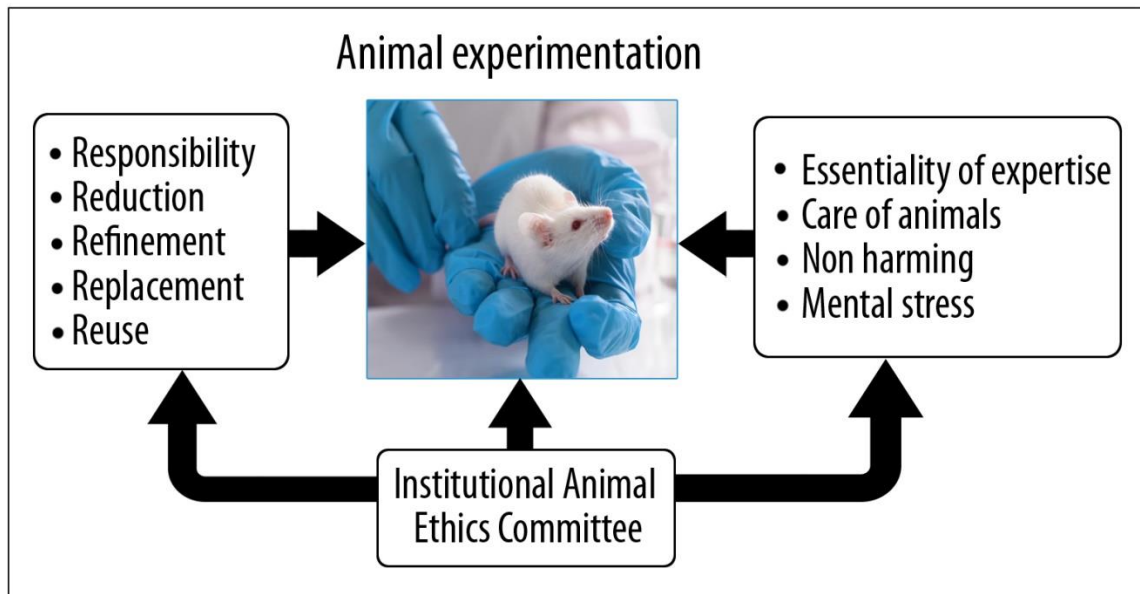 Animal experimentation
• Responsibility
• Reduction
• Refinement
• Replacement
• Reuse
• Essentiality of expertise
• Care of animals
• Non harming
• Mental stress
Institutional Animal
Ethics Committee